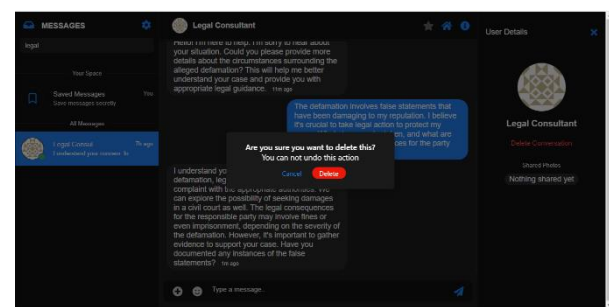 MESSAGES
legal
Your Space
Saved Messages You
Save messages secretly
All Messages
Legal Consul 7h ago
I understand your concern. In
Legal Consultant
Hello! I'm here to help. I'm sorry to hear about
your situation. Could you please provide more
details about the circumstances surrounding the
alleged defamation? This will help me better
understand your case and provide you with
appropriate legal guidance. ago
The defamation involves false statements that
have been damaging to my reputation. I believe
it's crucial to take legal action to protect my
en, and what are
ces for the party
Are you sure you want to delete this?
You can not undo this action
Cancel Delete
I understand yo
defamation, leg
complaint with the appropriate authorities. We
can explore the possibility of seeking damages
in a civil court as well. The legal consequences
for the responsible party may involve fines or
even imprisonment, depending on the severity of
the defamation. However, it's important to gather
evidence to support your case. Have you
documented any instances of the false
statements? ago
Type a message..
User Details
Legal Consultant
Delete Conversation
Shared Photos
Nothing shared yet